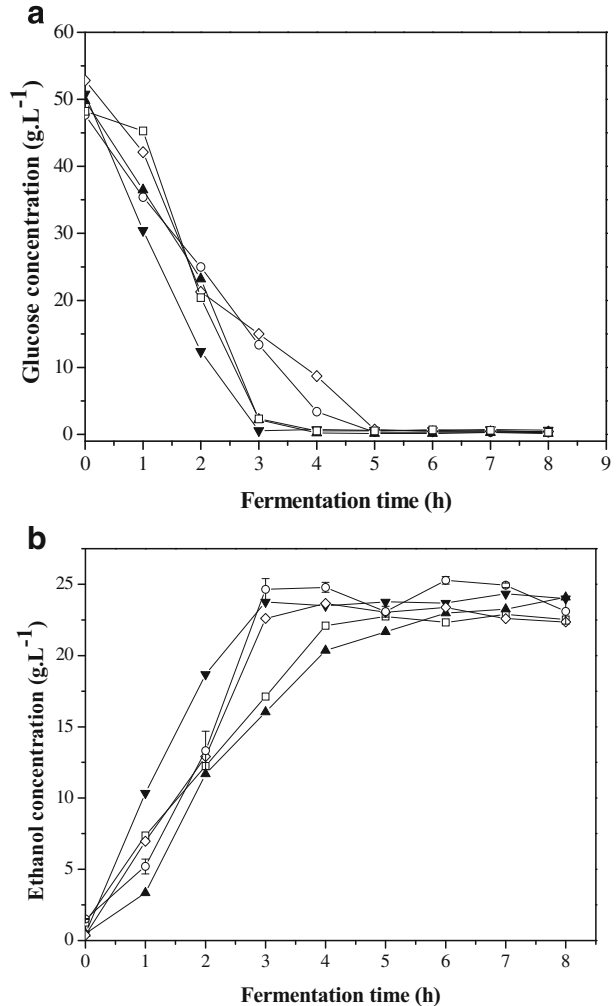 a
60
50
40
30
20
10
0
Glucose concentration (g.L-1)
0 1 2 3 4 5 6 7 8 9
Fermentation time (h)
b
25
20
15
10
5
0
Ethanol concentration (g.L-1)
0 1 2 3 4 5 6 7 8
Fermentation time (h)